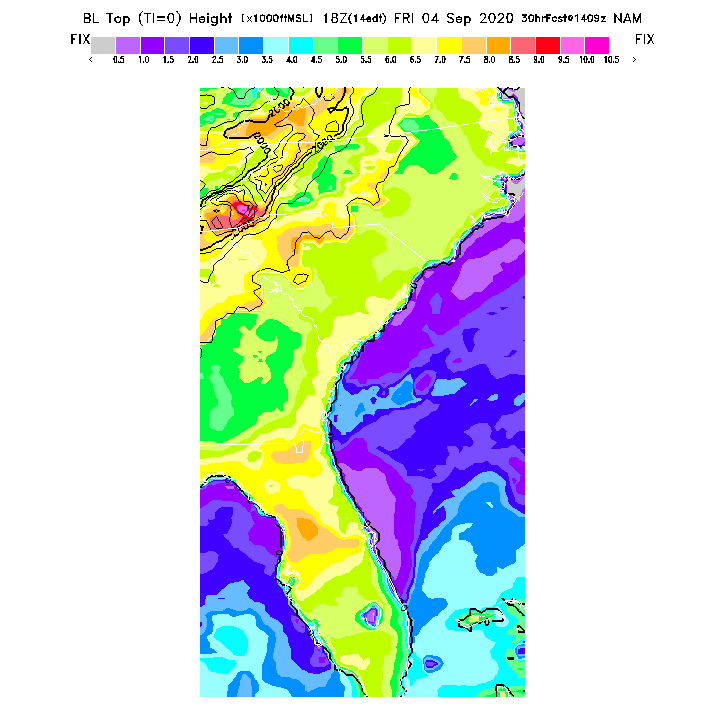 BL Top (TI=0) Height [x1000ftMSL] 18Z(14edt) FRI 04 Sep 2020 30hrFcst@1409z NAM
FIX FIX
< 0.5 1.0 1.5 2.0 2.5 3.0 3.5 4.0 4.5 5.0 5.5 6.0 6.5 7.0 7.5 8.0 8.5 9.0 9.5 10.0 10.5 >
2000
2000
2000